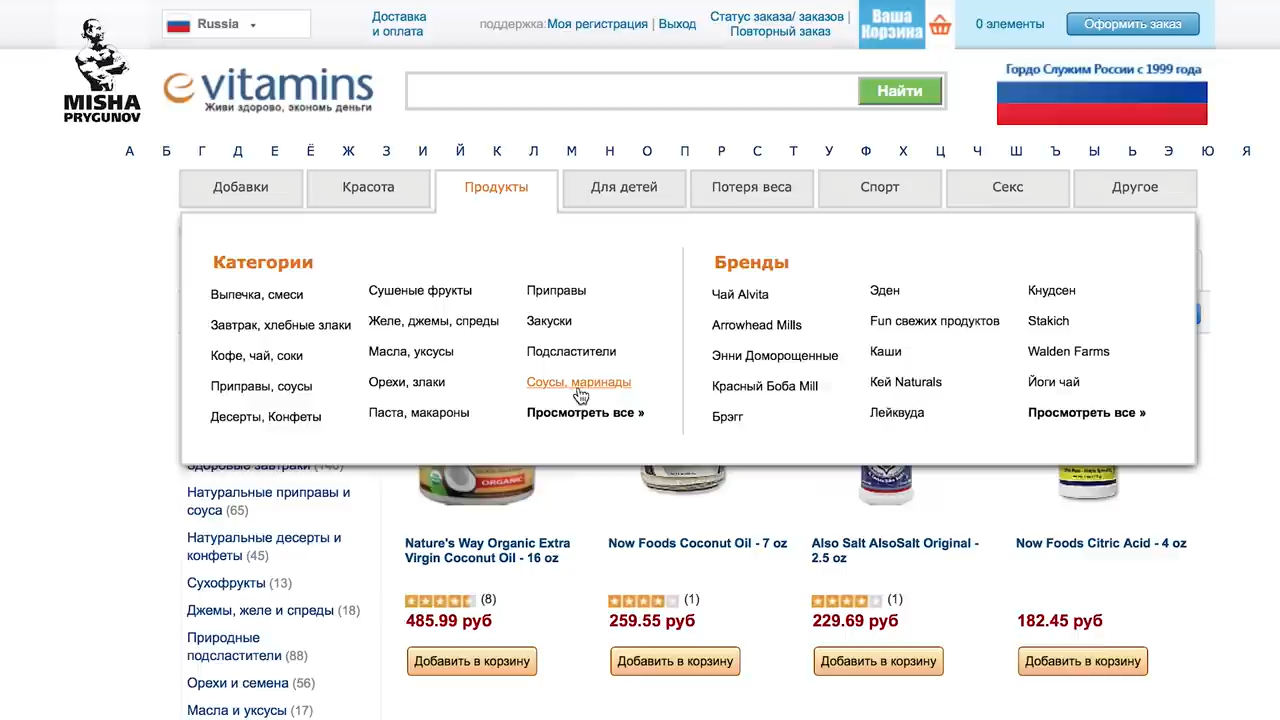 Russia
Доставка
и оплата
поддержка:Моя регистрация | Выход
Статус заказа/ заказов |
Повторный заказ
Ваша
Корзина
0 элементы
Оформить заказ
MISHA
PRYGUNOV
evitamins
Живи здорово, экономь деньги
Найти
Гордо Служим России с 1999 года
А Б Г Д Е Ё Ж З И Й К Л М Н О П Р С Т У Ф Х Ц Ч Ш Ъ Ы Ь Э Ю Я
Добавки
Красота
Продукты
Для детей
Потеря веса
Спорт
Секс
Другое
Категории
Выпечка, смеси
Завтрак, хлебные злаки
Кофе, чай, соки
Приправы, соусы
Десерты, Конфеты
Сушеные фрукты
Желе, джемы, спреды
Масла, уксусы
Орехи, злаки
Паста, макароны
Приправы
Закуски
Подсластители
Соусы, маринады
Просмотреть все »
Бренды
Чай Alvita
Arrowhead Mills
Энни Доморощенные
Красный Боба Mill
Брэгг
Эден
Fun свежих продуктов
Каши
Кей Naturals
Лейквуда
Кнудсен
Stakich
Walden Farms
Йоги чай
Просмотреть все »
Здоровые завтраки (140)
Натуральные приправы и
соуса (65)
Натуральные десерты и
конфеты (45)
Сухофрукты (13)
Джемы, желе и спреды (18)
Природные
подсластители (88)
Орехи и семена (56)
Масла и уксусы (17)
ORGANIC
Nature's Way Organic Extra
Virgin Coconut Oil - 16 oz
(8)
485.99 руб
Добавить в корзину
Now Foods Coconut Oil - 7 oz
(1)
259.55 руб
Добавить в корзину
Also Salt AlsoSalt Original -
2.5 oz
(1)
229.69 руб
Добавить в корзину
Now Foods Citric Acid - 4 oz
182.45 руб
Добавить в корзину